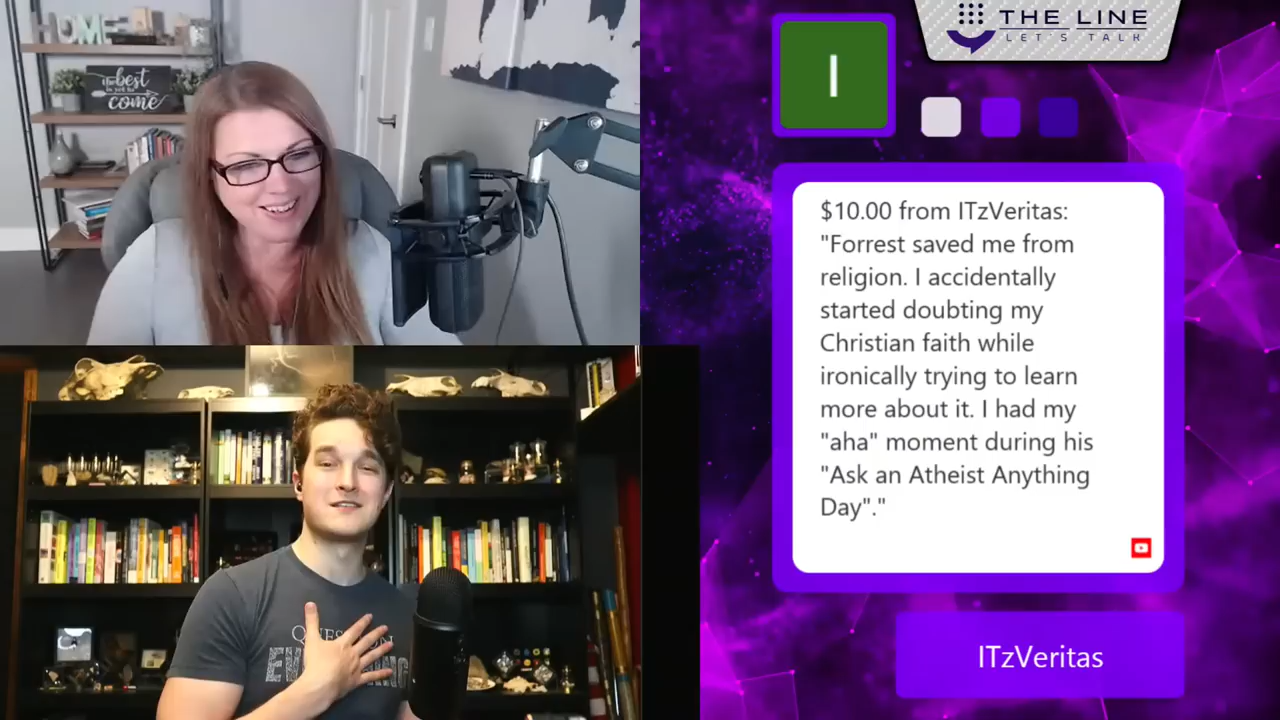 HOME
the best
is yet to
come
THE LINE
LET'S TALK
I
$10.00 from ITzVeritas:
"Forrest saved me from
religion. I accidentally
started doubting my
Christian faith while
ironically trying to learn
more about it. I had my
"aha" moment during his
"Ask an Atheist Anything
Day"."
QUESTION
EVERYTHING
ITzVeritas